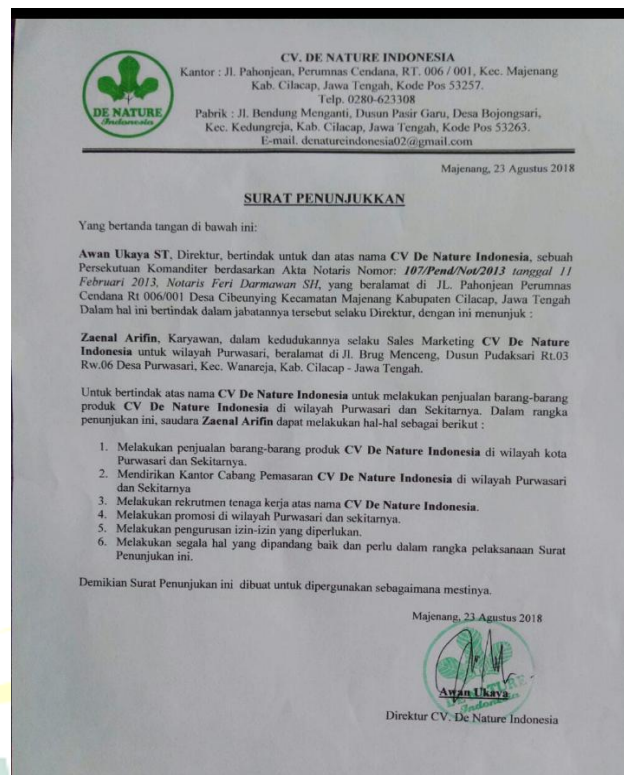 DE NATURE
Indonesia
CV. DE NATURE INDONESIA
Kantor : Jl. Pahonjean, Perumnas Cendana, RT. 006 / 001, Kec. Majenang
Kab. Cilacap, Jawa Tengah, Kode Pos 53257.
Telp. 0280-623308
Pabrik : Jl. Bendung Menganti, Dusun Pasir Garu, Desa Bojongsari,
Kec. Kedungreja, Kab. Cilacap, Jawa Tengah, Kode Pos 53263.
E-mail. denatureindonesia02@gmail.com
Majenang, 23 Agustus 2018
SURAT PENUNJUKKAN
Yang bertanda tangan di bawah ini:
Awan Ukaya ST, Direktur, bertindak untuk dan atas nama CV De Nature Indonesia, sebuah
Persekutuan Komanditer berdasarkan Akta Notaris Nomor: 107/Pend/Not/2013 tanggal 11
Februari 2013, Notaris Feri Darmawan SH, yang beralamat di JL. Pahonjean Perumnas
Cendana Rt 006/001 Desa Cibeunying Kecamatan Majenang Kabupaten Cilacap, Jawa Tengah
Dalam hal ini bertindak dalam jabatannya tersebut selaku Direktur, dengan ini menunjuk :
Zaenal Arifin, Karyawan, dalam kedudukannya selaku Sales Marketing CV De Nature
Indonesia untuk wilayah Purwasari, beralamat di Jl. Brug Menceng, Dusun Pudaksari Rt.03
Rw.06 Desa Purwasari, Kec. Wanareja, Kab. Cilacap - Jawa Tengah.
Untuk bertindak atas nama CV De Nature Indonesia untuk melakukan penjualan barang-barang
produk CV De Nature Indonesia di wilayah Purwasari dan Sekitarnya. Dalam rangka
penunjukan ini, saudara Zaenal Arifin dapat melakukan hal-hal sebagai berikut :
1. Melakukan penjualan barang-barang produk CV De Nature Indonesia di wilayah kota
Purwasari dan Sekitarnya.
2. Mendirikan Kantor Cabang Pemasaran CV De Nature Indonesia di wilayah Purwasari
dan Sekitarnya
3. Melakukan rekrutmen tenaga kerja atas nama CV De Nature Indonesia.
4. Melakukan promosi di wilayah Purwasari dan sekitarnya.
5. Melakukan pengurusan izin-izin yang diperlukan.
6. Melakukan segala hal yang dipandang baik dan perlu dalam rangka pelaksanaan Surat
Penunjukan ini.
Demikian Surat Penunjukan ini dibuat untuk dipergunakan sebagaimana mestinya.
Majenang, 23 Agustus 2018
Awan Ukaya
DE NATURE
Indonesia
Direktur CV. De Nature Indonesia